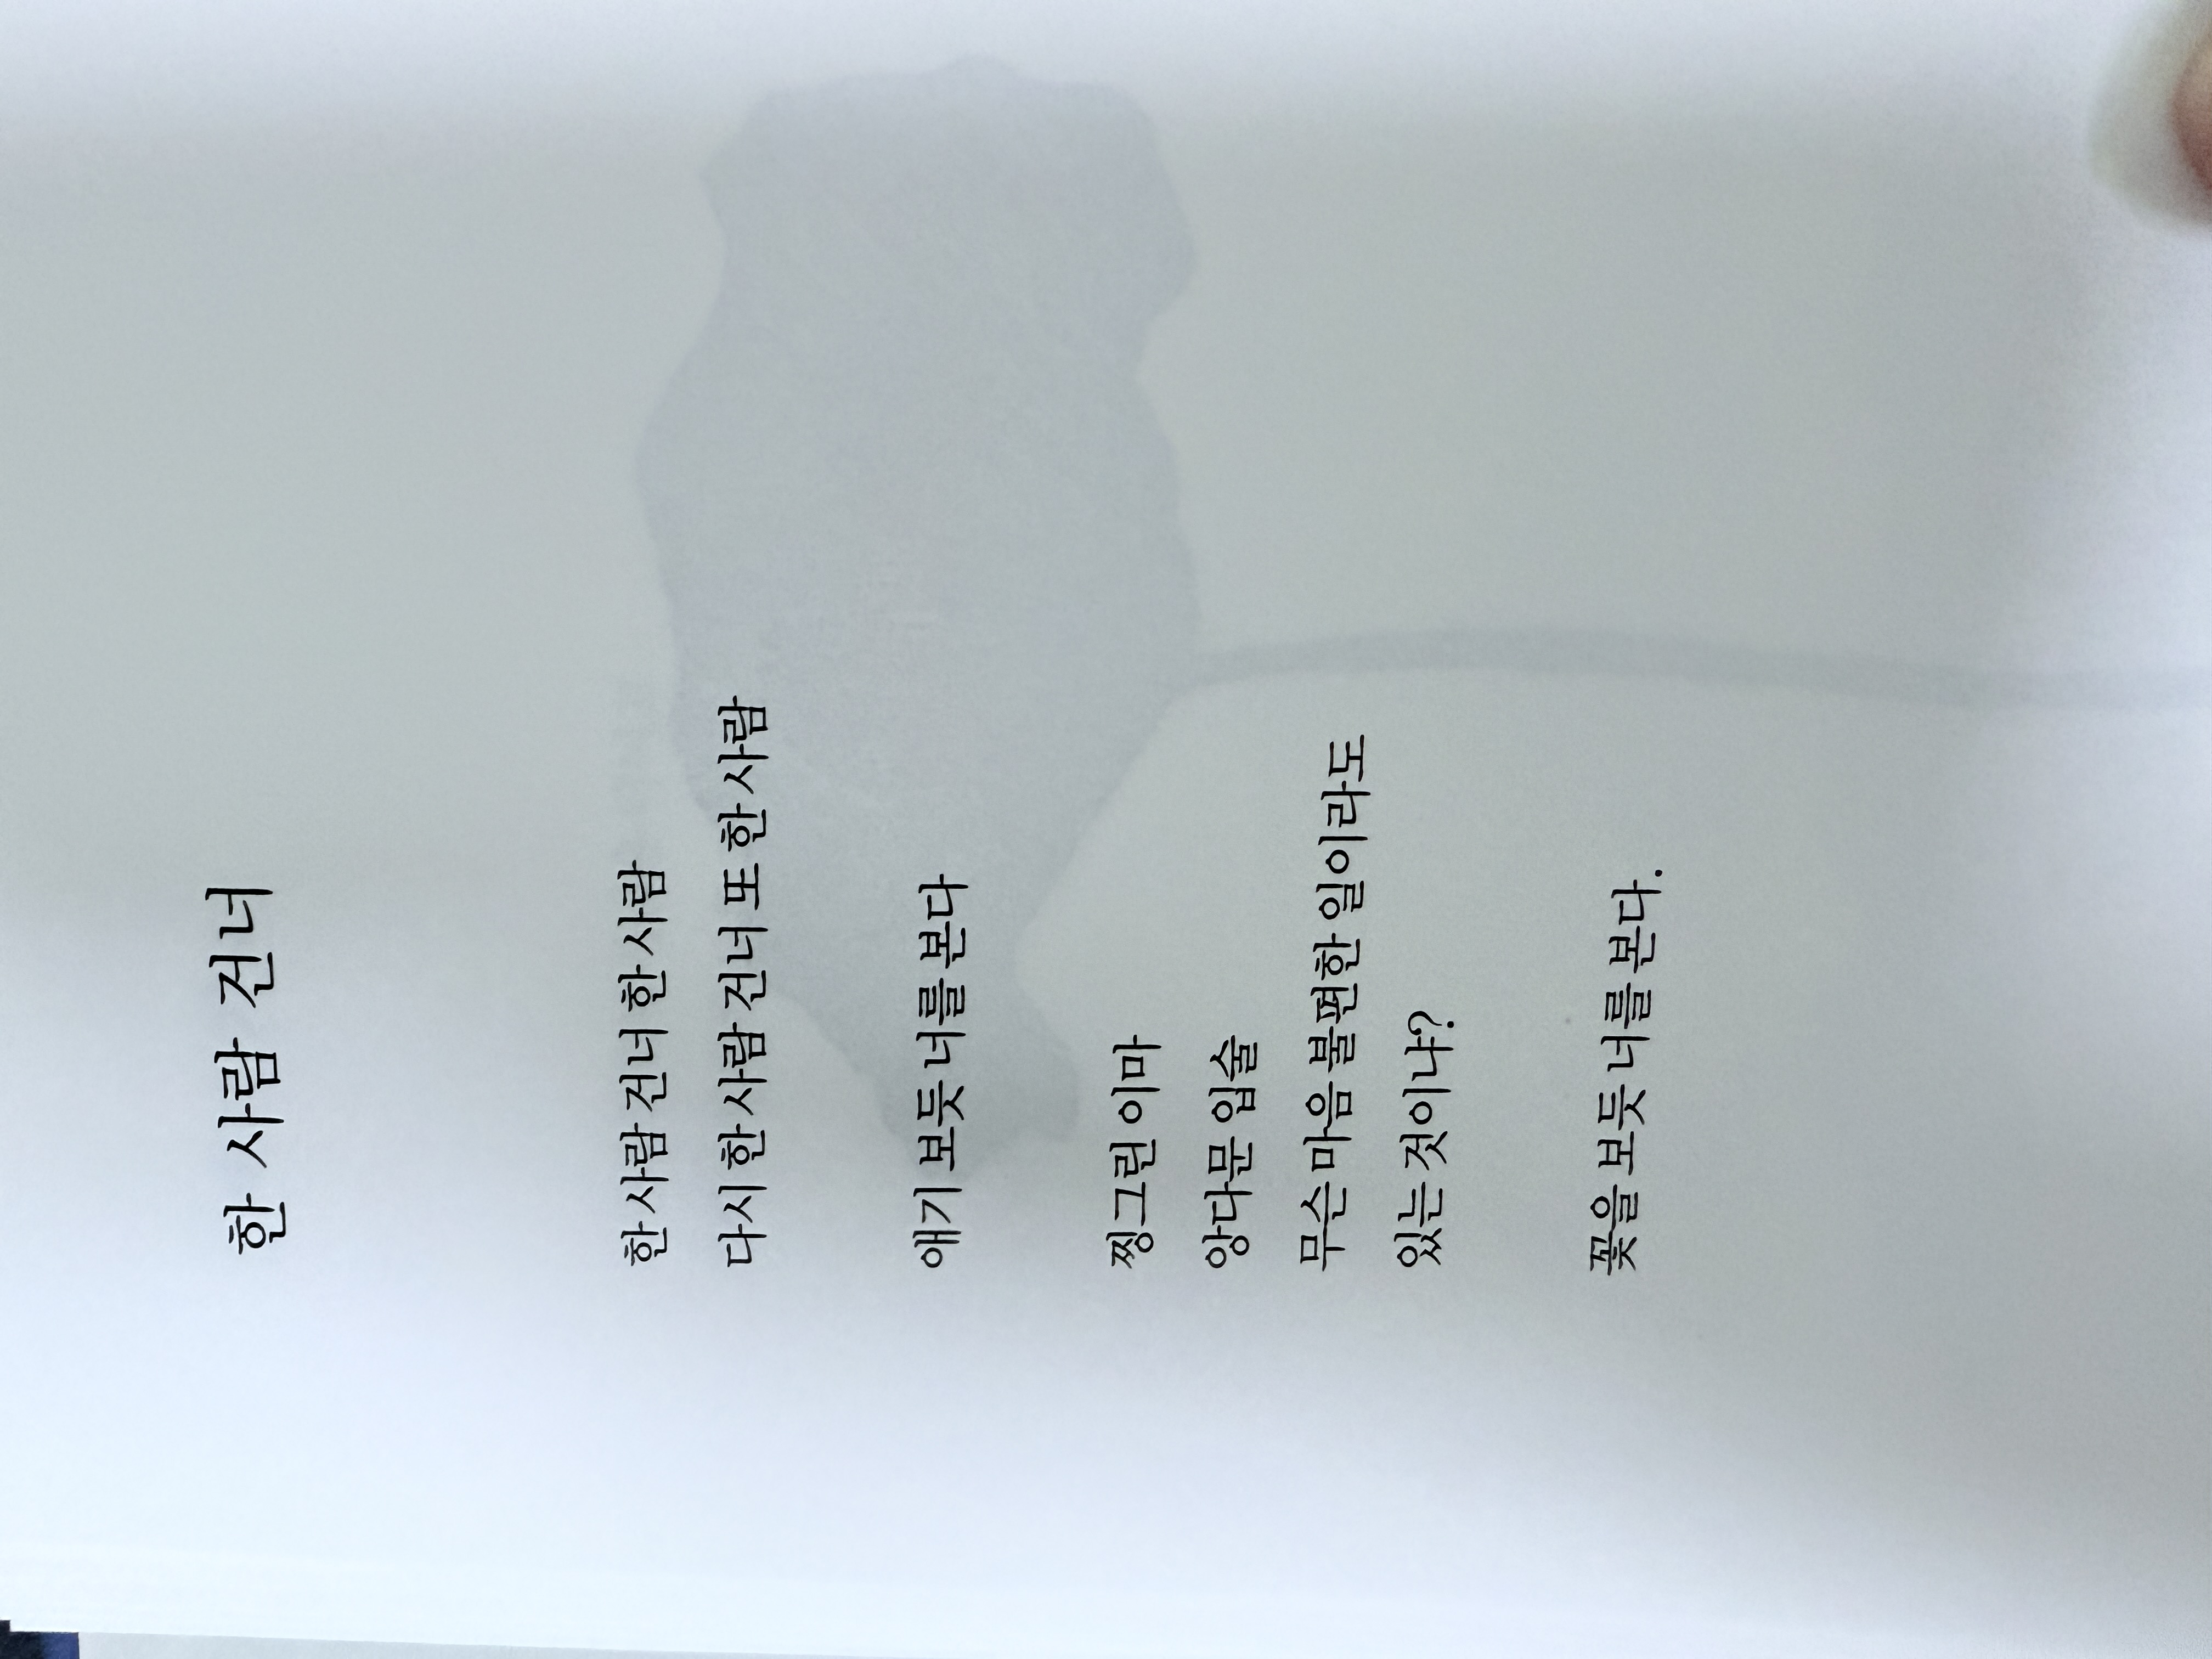 한 사람 건너
한 사람 건너 한 사람
다시 한 사람 건너 또 한 사람
애기 보듯 너를 본다
찡그린 이마
앙다문 입술
무슨 마음 불편한 일이라도
있는 것이냐?
꽃을 보듯 너를 본다.